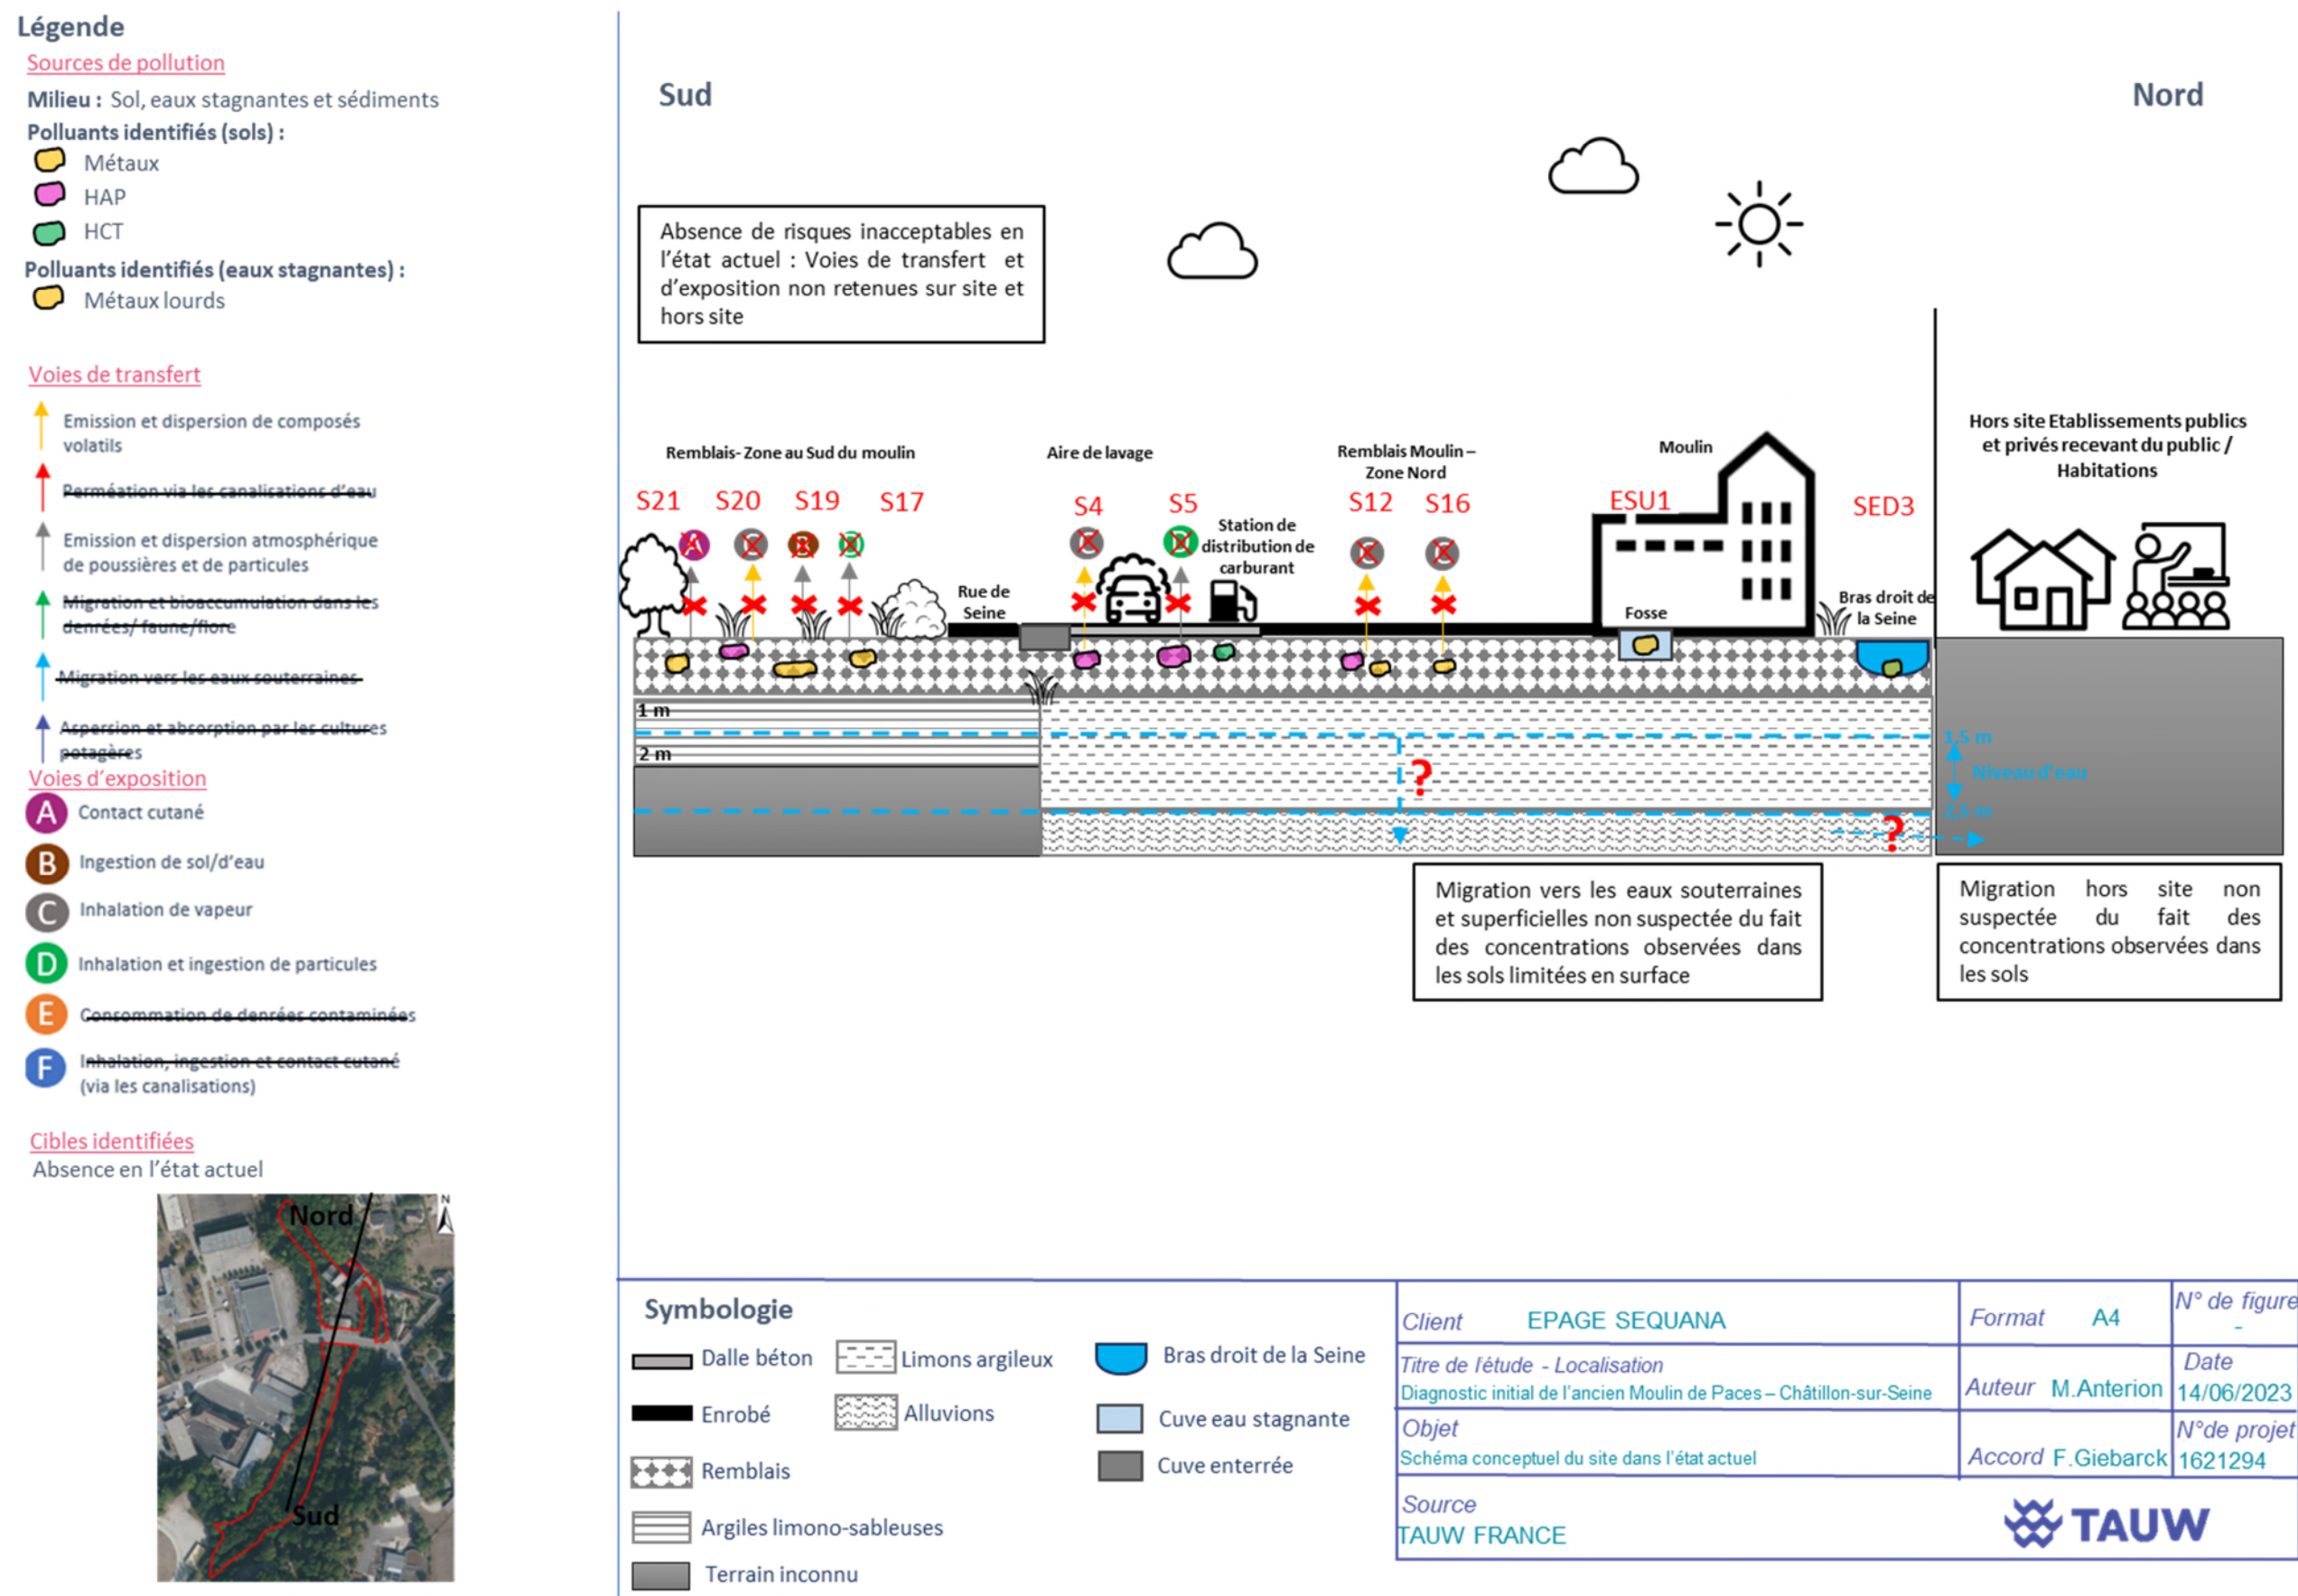 Légende
Sources de pollution
Milieu : Sol, eaux stagnantes et sédiments
Polluants identifiés (sols) :
Métaux
HAP
HCT
Polluants identifiés (eaux stagnantes) :
Métaux lourds
Voies de transfert
Emission et dispersion de composés
volatils
Perméation via les canalisations d'eau
Emission et dispersion atmosphérique
de poussières et de particules
Migration et bioaccumulation dans les
denrées/ faune/flore
Migration vers les eaux souterraines
Aspersion et absorption par les cultures
potagères
Voies d'exposition
A Contact cutané
B Ingestion de sol/d'eau
C Inhalation de vapeur
D Inhalation et ingestion de particules
E Consommation de denrées contaminées
F Inhalation, ingestion et contact cutané
(via les canalisations)
Cibles identifiées
Absence en l'état actuel
N
Nord
Sud
Sud
Nord
Absence de risques inacceptables en
l'état actuel : Voies de transfert et
d'exposition non retenues sur site et
hors site
Remblais- Zone au Sud du moulin
Aire de lavage
Remblais Moulin –
Zone Nord
Moulin
Hors site Etablissements publics
et privés recevant du public /
Habitations
S21 S20 S19 S17 S4 S5 S12 S16 ESU1 SED3
A C B D C D C C
Station de
distribution de
carburant
Rue de
Seine
Fosse
Bras droit de
la Seine
1 m
2 m
?
1,5 m
Niveau d'eau
2,5 m
?
Migration vers les eaux souterraines
et superficielles non suspectée du fait
des concentrations observées dans
les sols limitées en surface
Migration hors site non
suspectée du fait des
concentrations observées dans
les sols
Symbologie
Dalle béton
Enrobé
Remblais
Argiles limono-sableuses
Terrain inconnu
Limons argileux
Alluvions
Bras droit de la Seine
Cuve eau stagnante
Cuve enterrée
Client EPAGE SEQUANA
Format A4
N° de figure
-
Titre de l'étude - Localisation
Diagnostic initial de l'ancien Moulin de Paces – Châtillon-sur-Seine
Auteur M.Anterion
Date
14/06/2023
Objet
Schéma conceptuel du site dans l'état actuel
Accord F.Giebarck
N°de projet
1621294
Source
TAUW FRANCE
TAUW